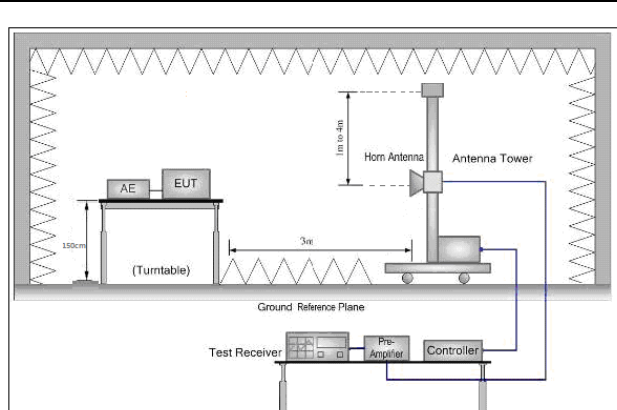 1m to 4m
Horn Antenna
Antenna Tower
AE
EUT
150cm
3m
(Turntable)
Ground Reference Plane
Test Receiver
Pre-
Amplifier
Controller